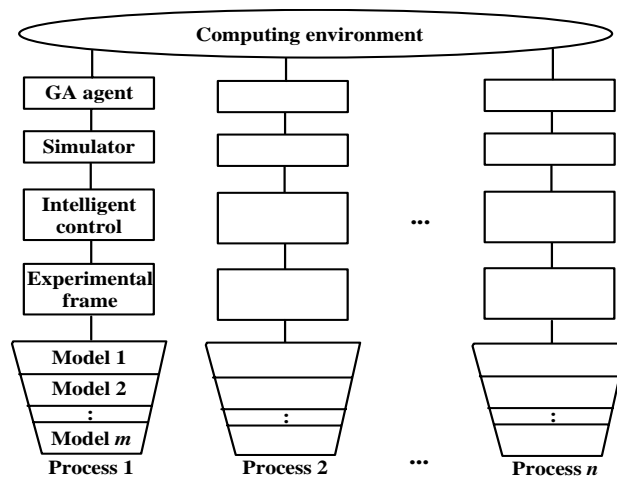 Computing environment
GA agent
Simulator
Intelligent
control
...
Experimental
frame
Model 1
Model 2
:
:
:
Model m
Process 1
Process 2
...
Process n